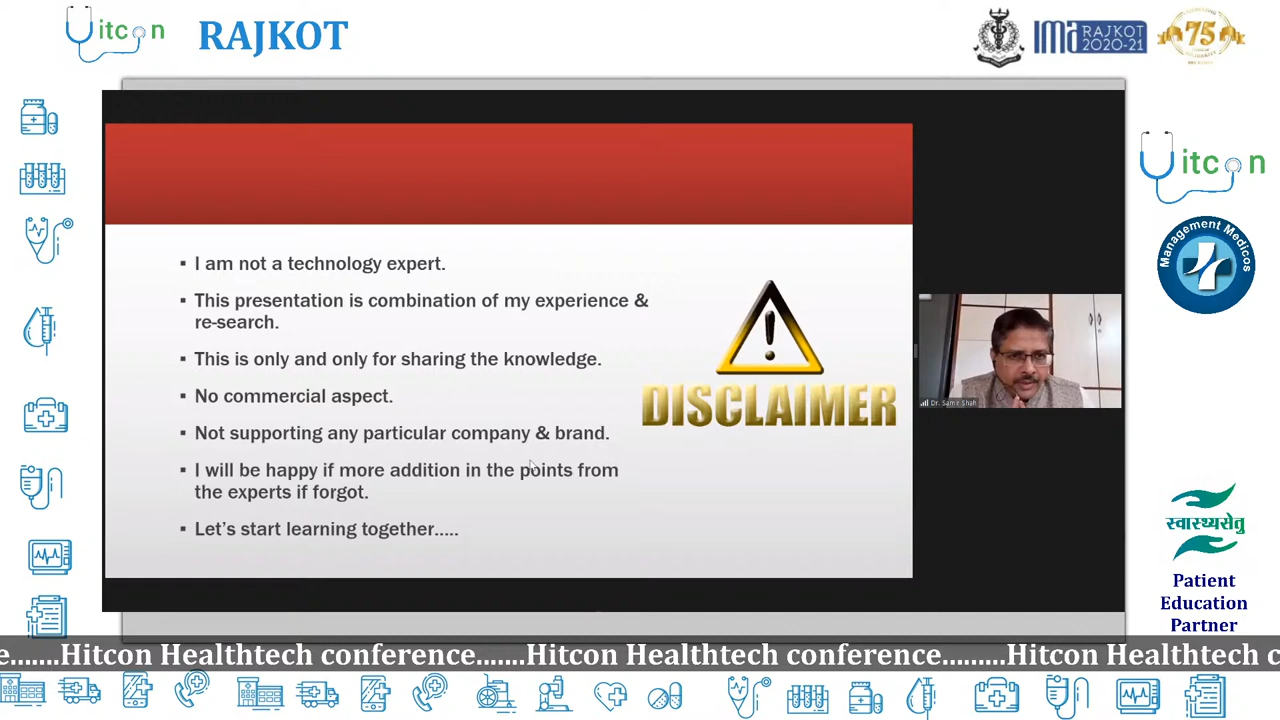 itcon
RAJKOT
IMA RAJKOT
2020-21
75
▪ I am not a technology expert.
▪ This presentation is combination of my experience &
re-search.
▪ This is only and only for sharing the knowledge.
▪ No commercial aspect.
▪ Not supporting any particular company & brand.
▪ I will be happy if more addition in the points from
the experts if forgot.
▪ Let's start learning together.....
DISCLAIMER
Dr. Samir Shah
itcon
Management Medicos
स्वास्थ्यसेतु
Patient
Education
Partner
e.......Hitcon Healthtech conference.......Hitcon Healthtech conference.........Hitcon Healthtech c